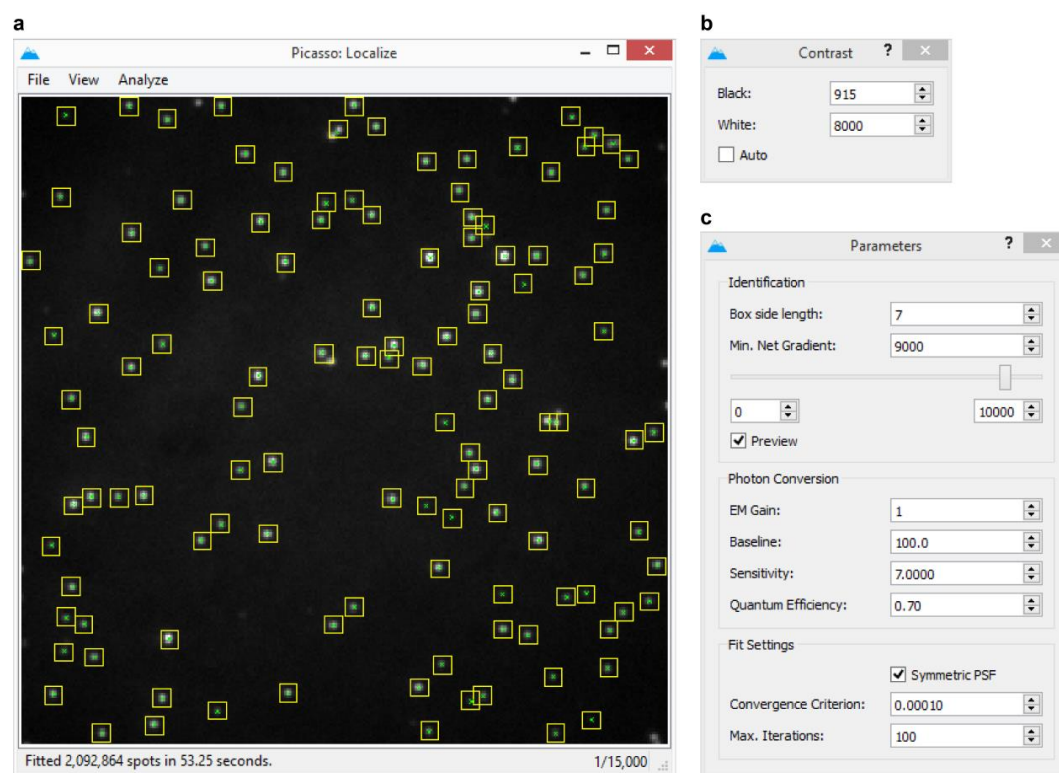 a
Picasso: Localize
File View Analyze
Fitted 2,092,864 spots in 53.25 seconds. 1/15,000
b
Contrast ?
Black: 915
White: 8000
Auto
c
Parameters ?
Identification
Box side length: 7
Min. Net Gradient: 9000
0 10000
Preview
Photon Conversion
EM Gain: 1
Baseline: 100.0
Sensitivity: 7.0000
Quantum Efficiency: 0.70
Fit Settings
Symmetric PSF
Convergence Criterion: 0.00010
Max. Iterations: 100